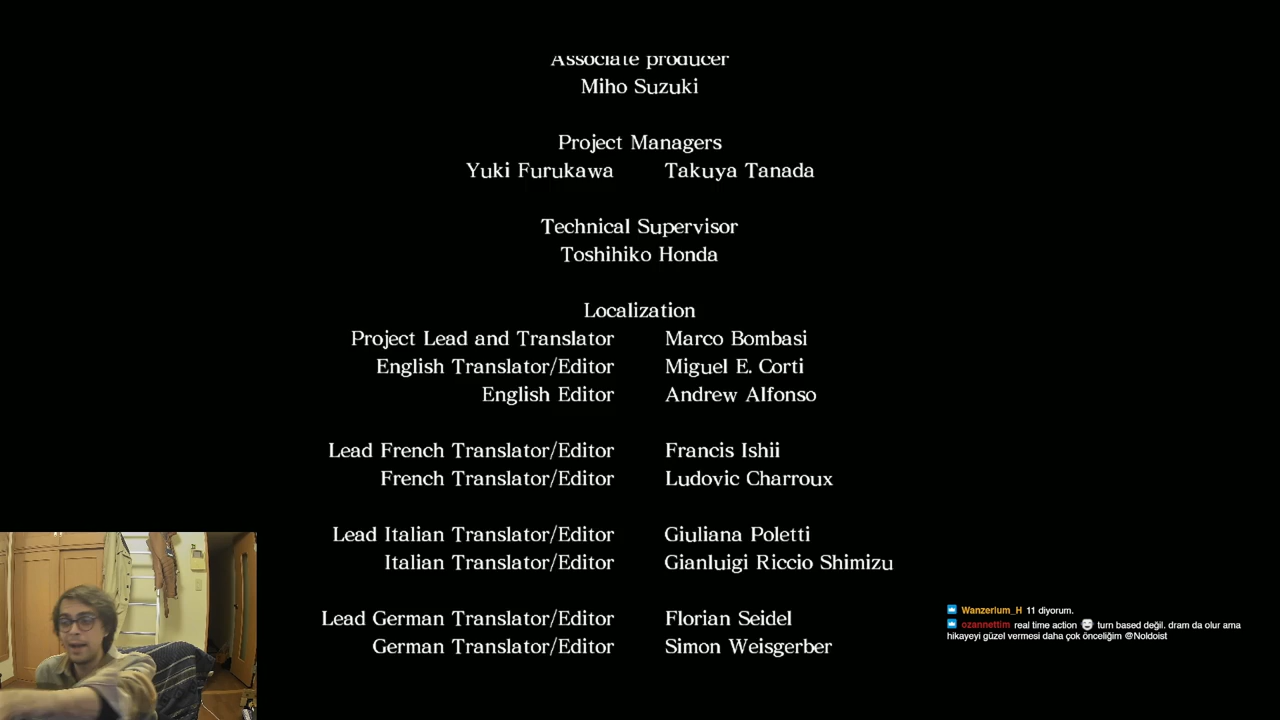 Associate producer
Miho Suzuki
Project Managers
Yuki Furukawa Takuya Tanada
Technical Supervisor
Toshihiko Honda
Localization
Project Lead and Translator Marco Bombasi
English Translator/Editor Miguel E. Corti
English Editor Andrew Alfonso
Lead French Translator/Editor Francis Ishii
French Translator/Editor Ludovic Charroux
Lead Italian Translator/Editor Giuliana Poletti
Italian Translator/Editor Gianluigi Riccio Shimizu
Lead German Translator/Editor Florian Seidel
German Translator/Editor Simon Weisgerber
Wanzerium_H 11 diyorum.
ozannettim real time action turn based değil. dram da olur ama
hikayeyi güzel vermesi daha çok önceliğim @Noldoist